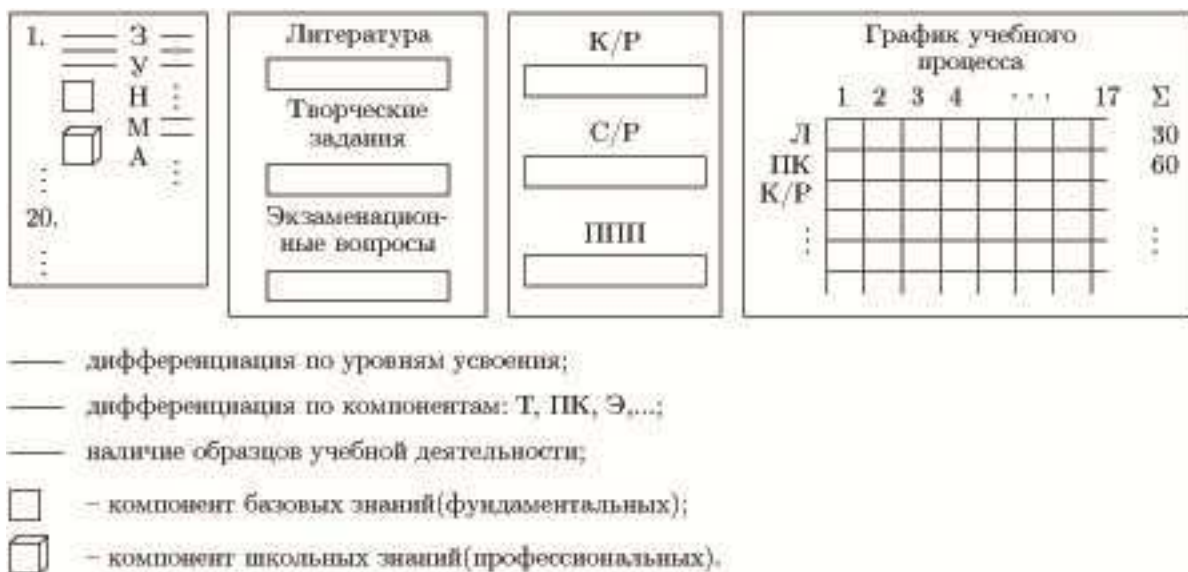 1.
З
У
Н
М
А
20.
Литература
Творческие
задания
Экзаменацион-
ные вопросы
К/Р
С/Р
ППП
График учебного
процесса
1 2 3 4 · · · 17 Σ
Л 30
ПК 60
К/Р
дифференциация по уровням усвоения;
дифференциация по компонентам: Т, ПК, Э,...;
наличие образцов учебной деятельности;
– компонент базовых знаний(фундаментальных);
– компонент школьных знаний(профессиональных).